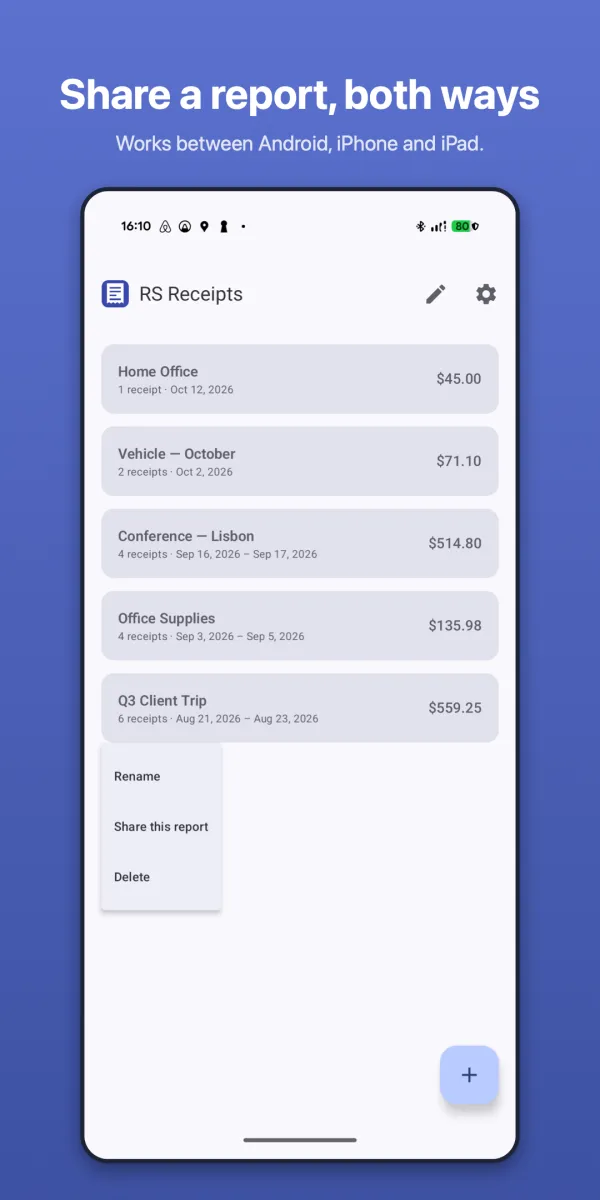 Share a report, both ways
Works between Android, iPhone and iPad.
16:10
80
RS Receipts
Home Office
$45.00
1 receipt · Oct 12, 2026
Vehicle — October
$71.10
2 receipts · Oct 2, 2026
Conference — Lisbon
$514.80
4 receipts · Sep 16, 2026 – Sep 17, 2026
Office Supplies
$135.98
4 receipts · Sep 3, 2026 – Sep 5, 2026
Q3 Client Trip
$559.25
6 receipts · Aug 21, 2026 – Aug 23, 2026
Rename
Share this report
Delete